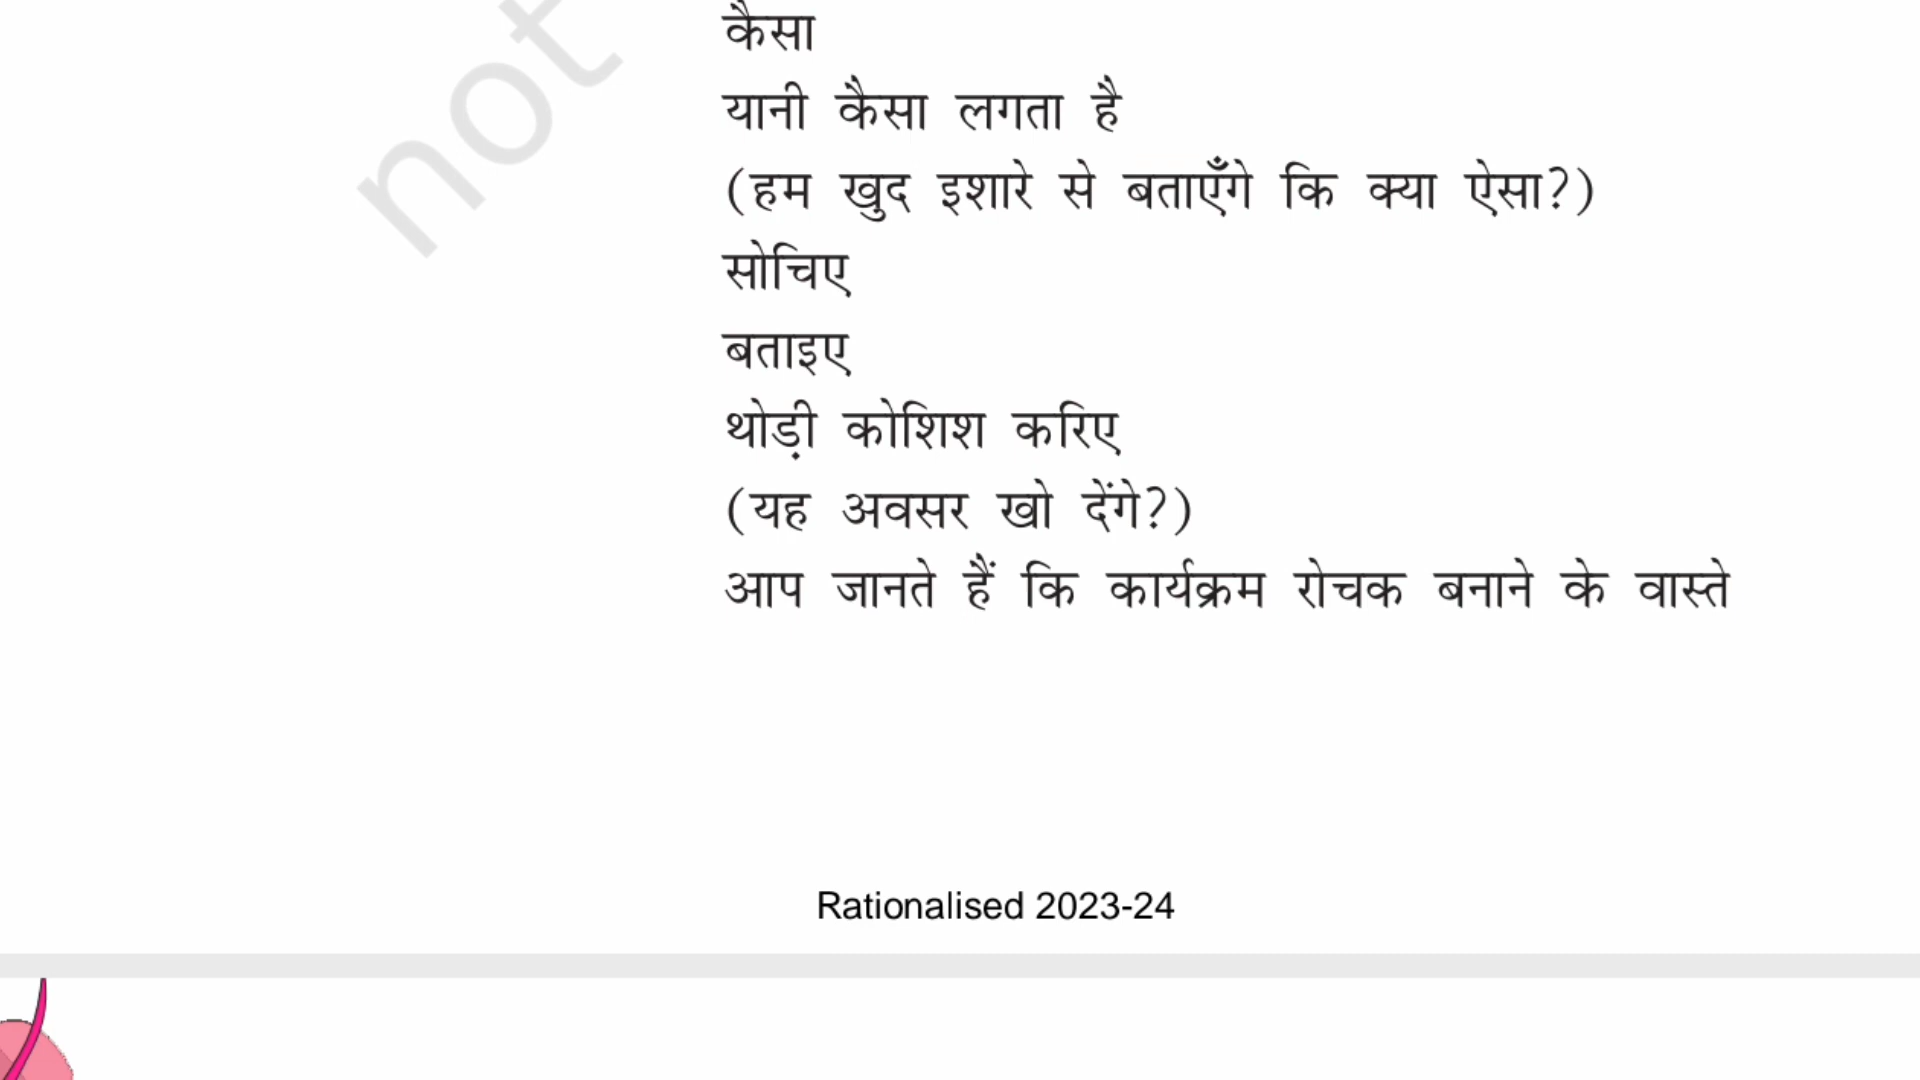 not
कैसा
यानी कैसा लगता है
(हम खुद इशारे से बताएँगे कि क्या ऐसा?)
सोचिए
बताइए
थोड़ी कोशिश करिए
(यह अवसर खो देंगे?)
आप जानते हैं कि कार्यक्रम रोचक बनाने के वास्ते
Rationalised 2023-24